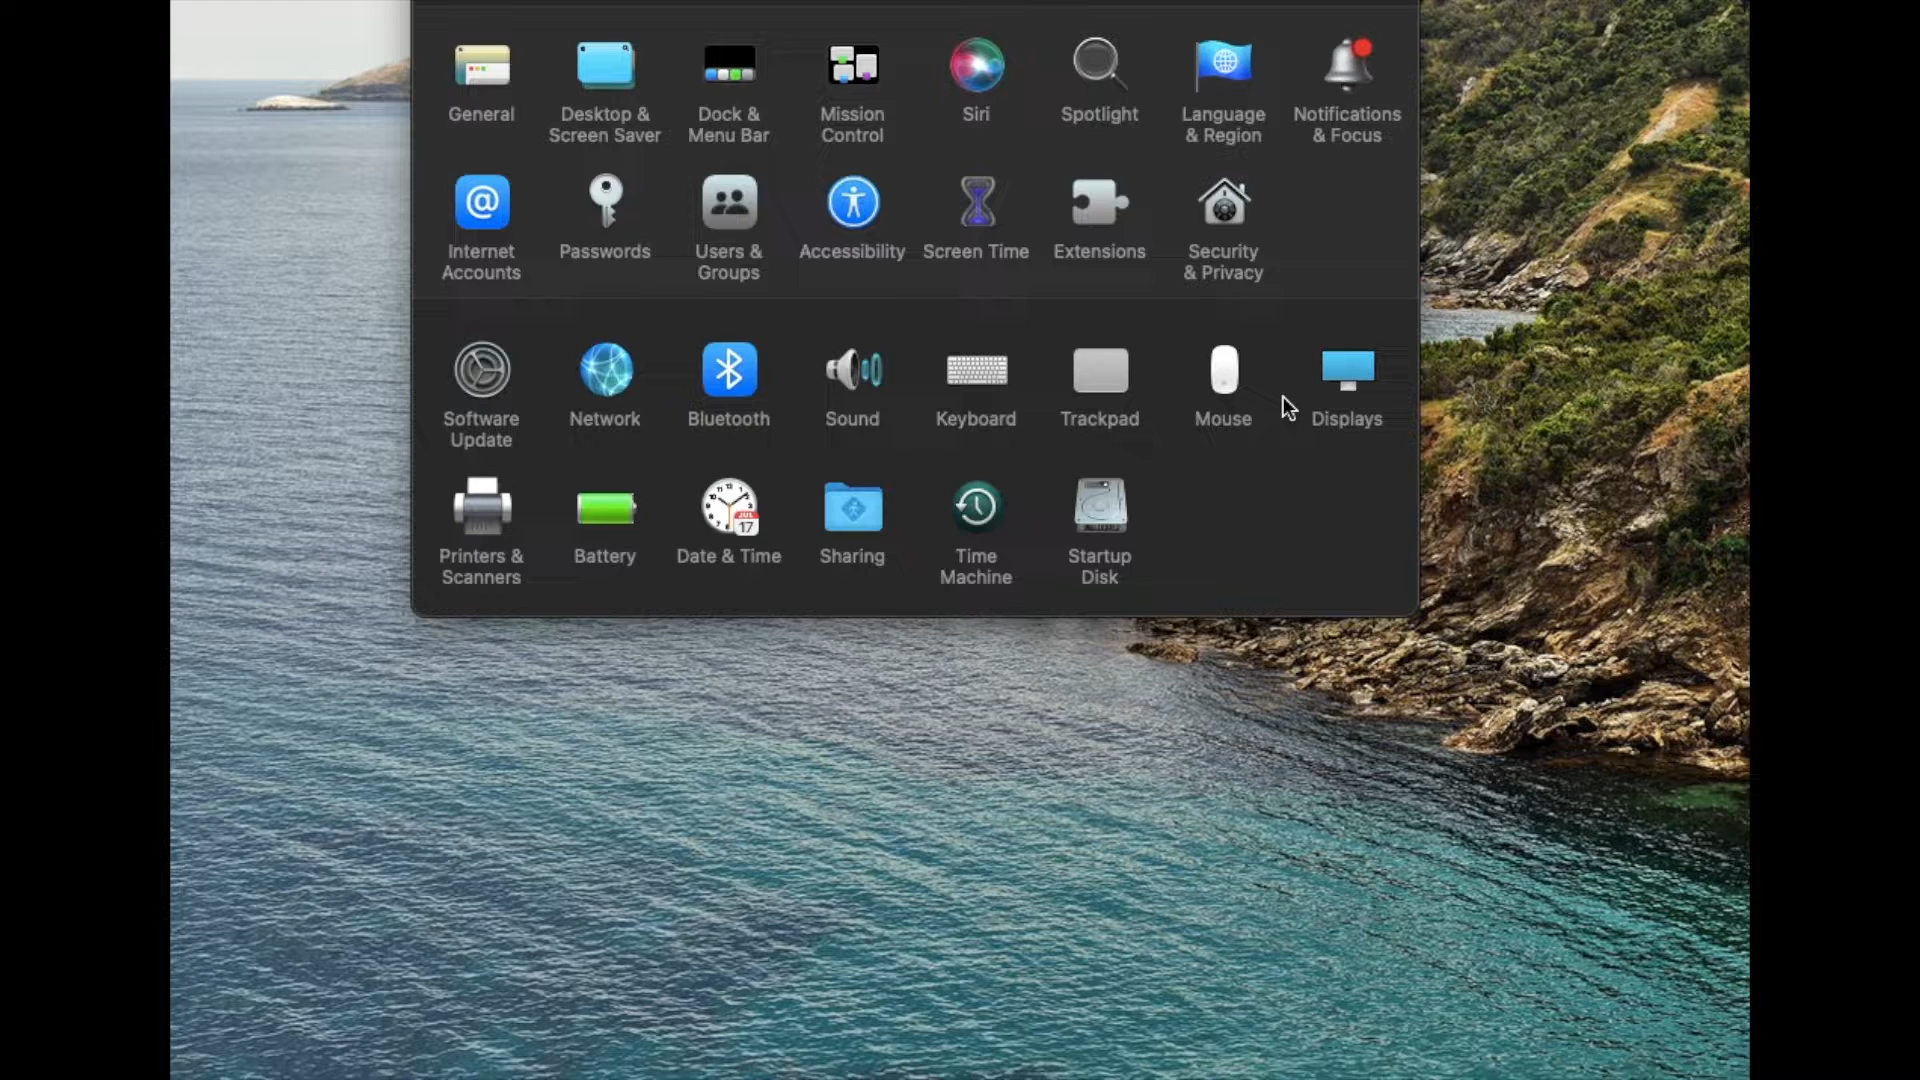 General
Desktop &
Screen Saver
Dock &
Menu Bar
Mission
Control
Siri
Spotlight
Language
& Region
Notifications
& Focus
@
Internet
Accounts
Passwords
Users &
Groups
Accessibility
Screen Time
Extensions
Security
& Privacy
Software
Update
Network
Bluetooth
Sound
Keyboard
Trackpad
Mouse
Displays
Printers &
Scanners
Battery
JUL
17
Date & Time
Sharing
Time
Machine
Startup
Disk